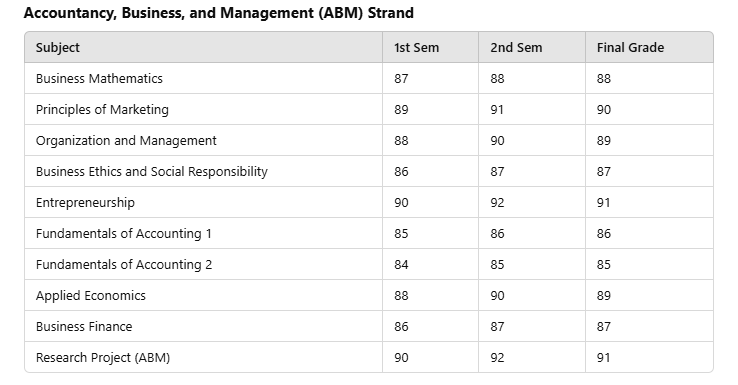 Accountancy, Business, and Management (ABM) Strand
Subject 1st Sem 2nd Sem Final Grade
Business Mathematics 87 88 88
Principles of Marketing 89 91 90
Organization and Management 88 90 89
Business Ethics and Social Responsibility 86 87 87
Entrepreneurship 90 92 91
Fundamentals of Accounting 1 85 86 86
Fundamentals of Accounting 2 84 85 85
Applied Economics 88 90 89
Business Finance 86 87 87
Research Project (ABM) 90 92 91